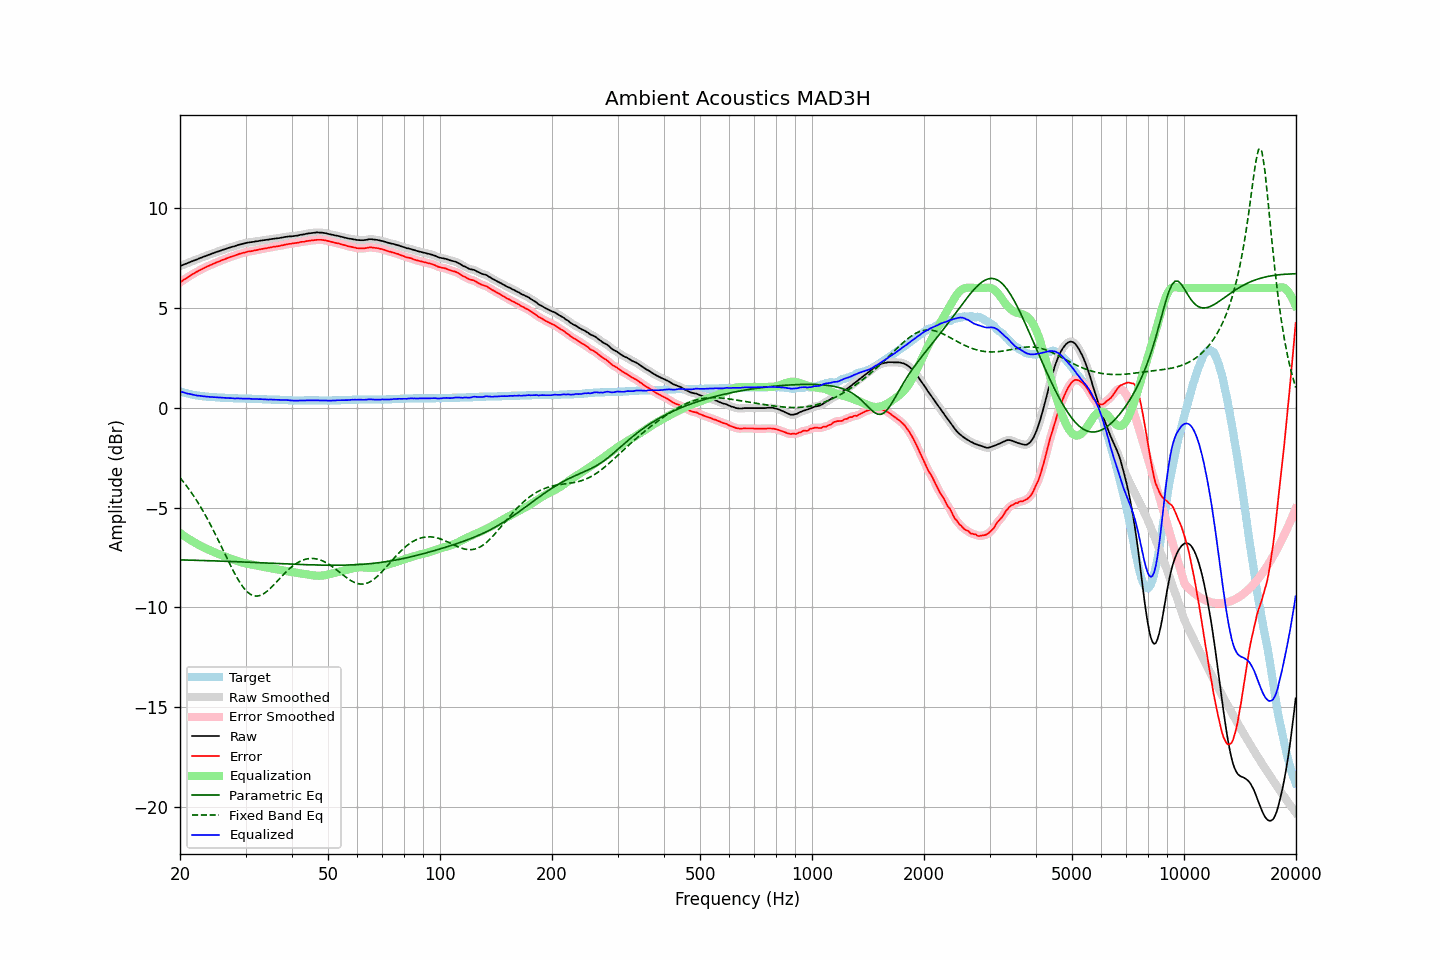 Ambient Acoustics MAD3H
Amplitude (dBr)
10
5
0
−5
−10
−15
−20
Target
Raw Smoothed
Error Smoothed
Raw
Error
Equalization
Parametric Eq
Fixed Band Eq
Equalized
20 50 100 200 500 1000 2000 5000 10000 20000
Frequency (Hz)